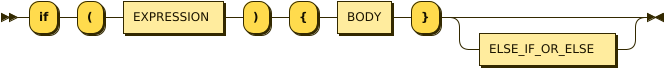 if ( EXPRESSION ) { BODY }
ELSE_IF_OR_ELSE